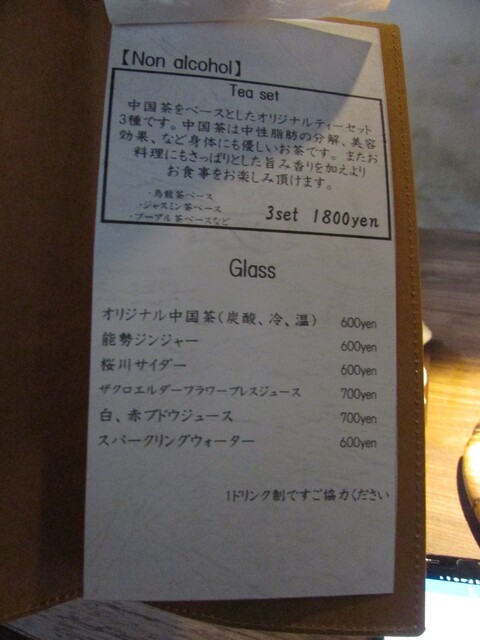 【Non alcohol】
Tea set
中国茶をベースとしたオリジナルティーセット
3種です。中国茶は中性脂肪の分解、美容
効果、など身体にも優しいお茶です。またお
料理にもさっぱりとした旨み香りを加えより
お食事をお楽しみ頂けます。
・烏龍茶ベース
・ジャスミン茶ベース
・プーアル茶ベースなど
3set 1800yen
Glass
オリジナル中国茶(炭酸、冷、温) 600yen
能勢ジンジャー 600yen
桜川サイダー 600yen
ザクロエルダーフラワープレスジュース 700yen
白、赤ブドウジュース 700yen
スパークリングウォーター 600yen
1ドリンク制ですご協力ください